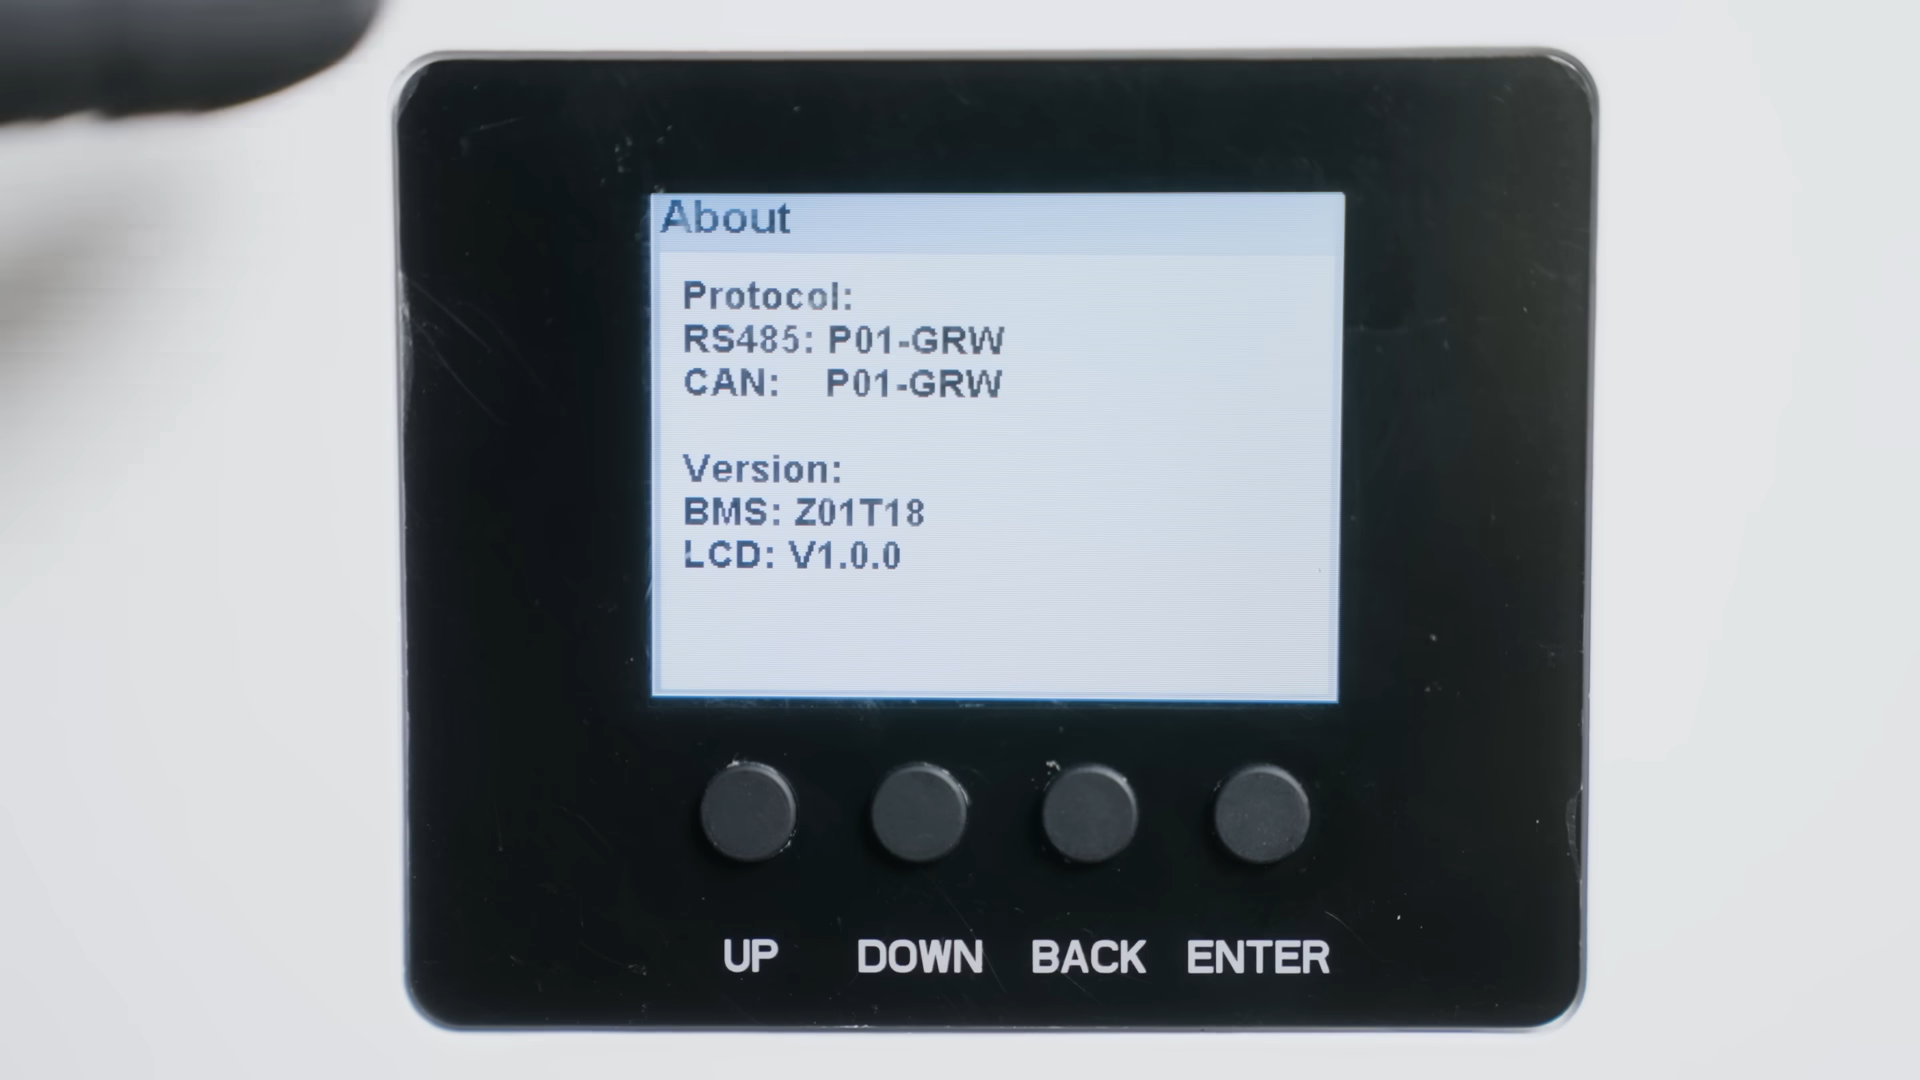 About
Protocol:
RS485: P01-GRW
CAN: P01-GRW
Version:
BMS: Z01T18
LCD: V1.0.0
UP DOWN BACK ENTER